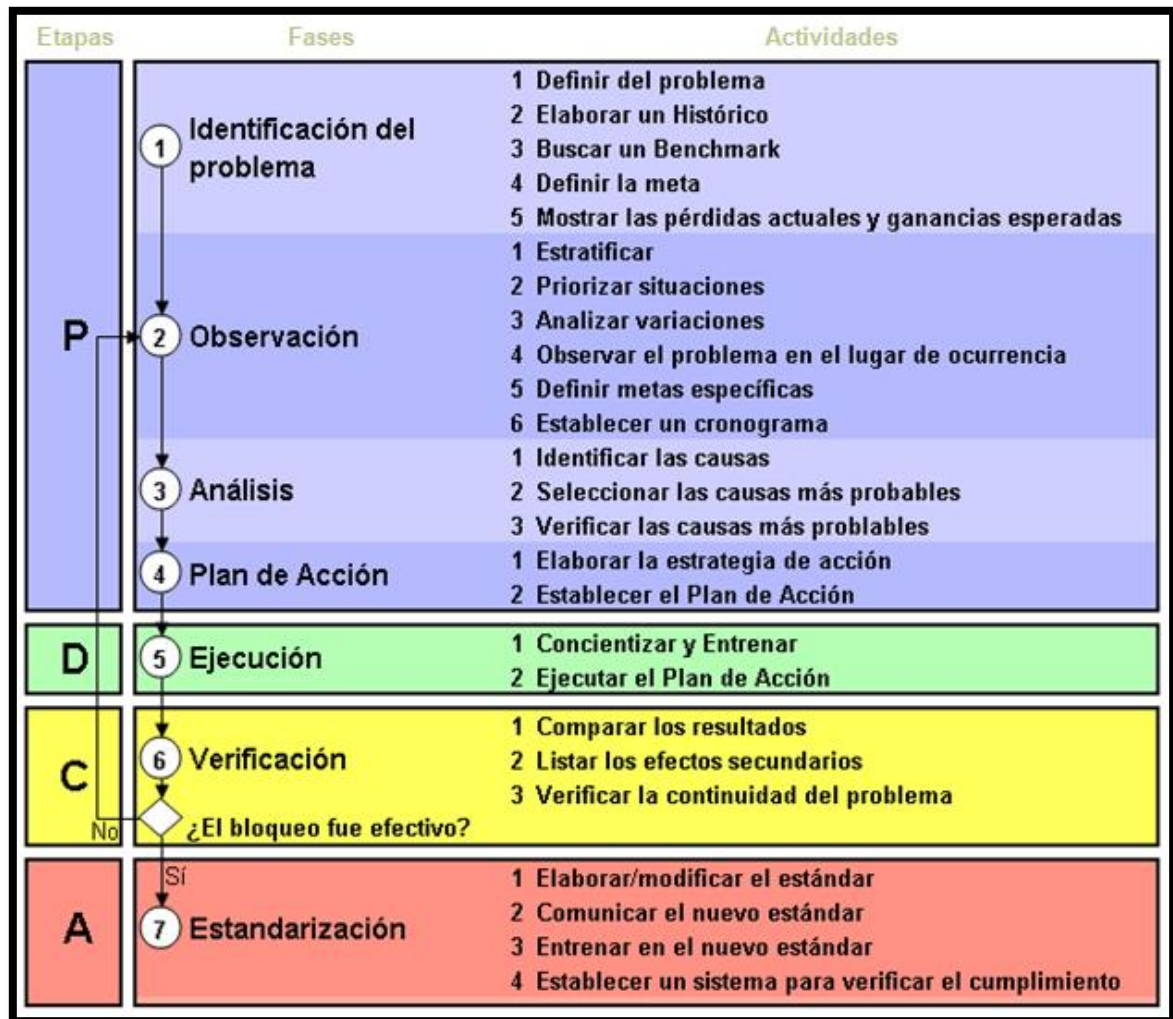 Etapas Fases Actividades
P
1 Identificación del
problema
1 Definir del problema
2 Elaborar un Histórico
3 Buscar un Benchmark
4 Definir la meta
5 Mostrar las pérdidas actuales y ganancias esperadas
2 Observación
1 Estratificar
2 Priorizar situaciones
3 Analizar variaciones
4 Observar el problema en el lugar de ocurrencia
5 Definir metas específicas
6 Establecer un cronograma
3 Análisis
1 Identificar las causas
2 Seleccionar las causas más probables
3 Verificar las causas más problables
4 Plan de Acción
1 Elaborar la estrategia de acción
2 Establecer el Plan de Acción
D
5 Ejecución
1 Concientizar y Entrenar
2 Ejecutar el Plan de Acción
C
6 Verificación
1 Comparar los resultados
2 Listar los efectos secundarios
3 Verificar la continuidad del problema
No
¿El bloqueo fue efectivo?
Sí
A
7 Estandarización
1 Elaborar/modificar el estándar
2 Comunicar el nuevo estándar
3 Entrenar en el nuevo estándar
4 Establecer un sistema para verificar el cumplimiento